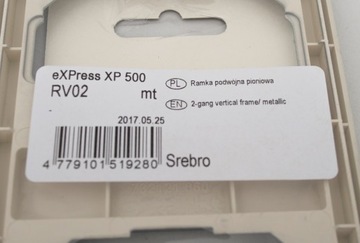 eXPress XP 500
RV02 mt
PL Ramka podwojna pionowa
EN 2-gang vertical frame/ metallic
2017.05.25
4 779101 519280 Srebro